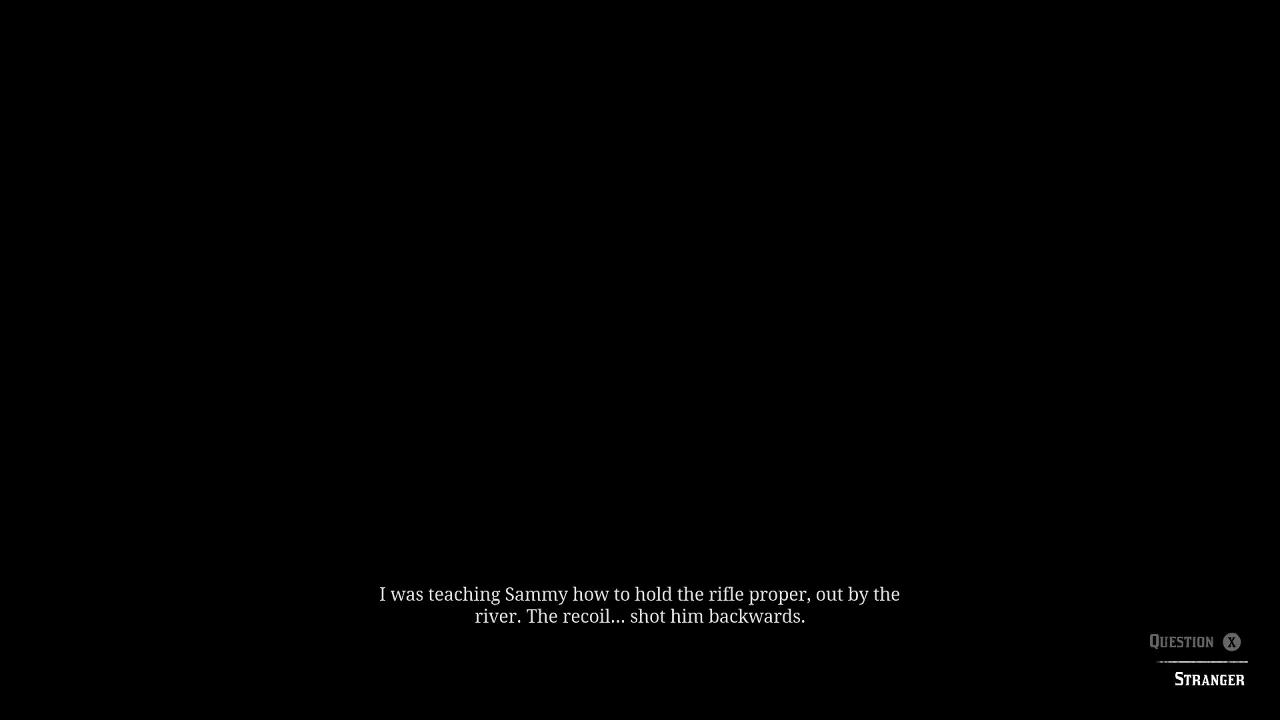 I was teaching Sammy how to hold the rifle proper, out by the
river. The recoil... shot him backwards.
Question X
Stranger